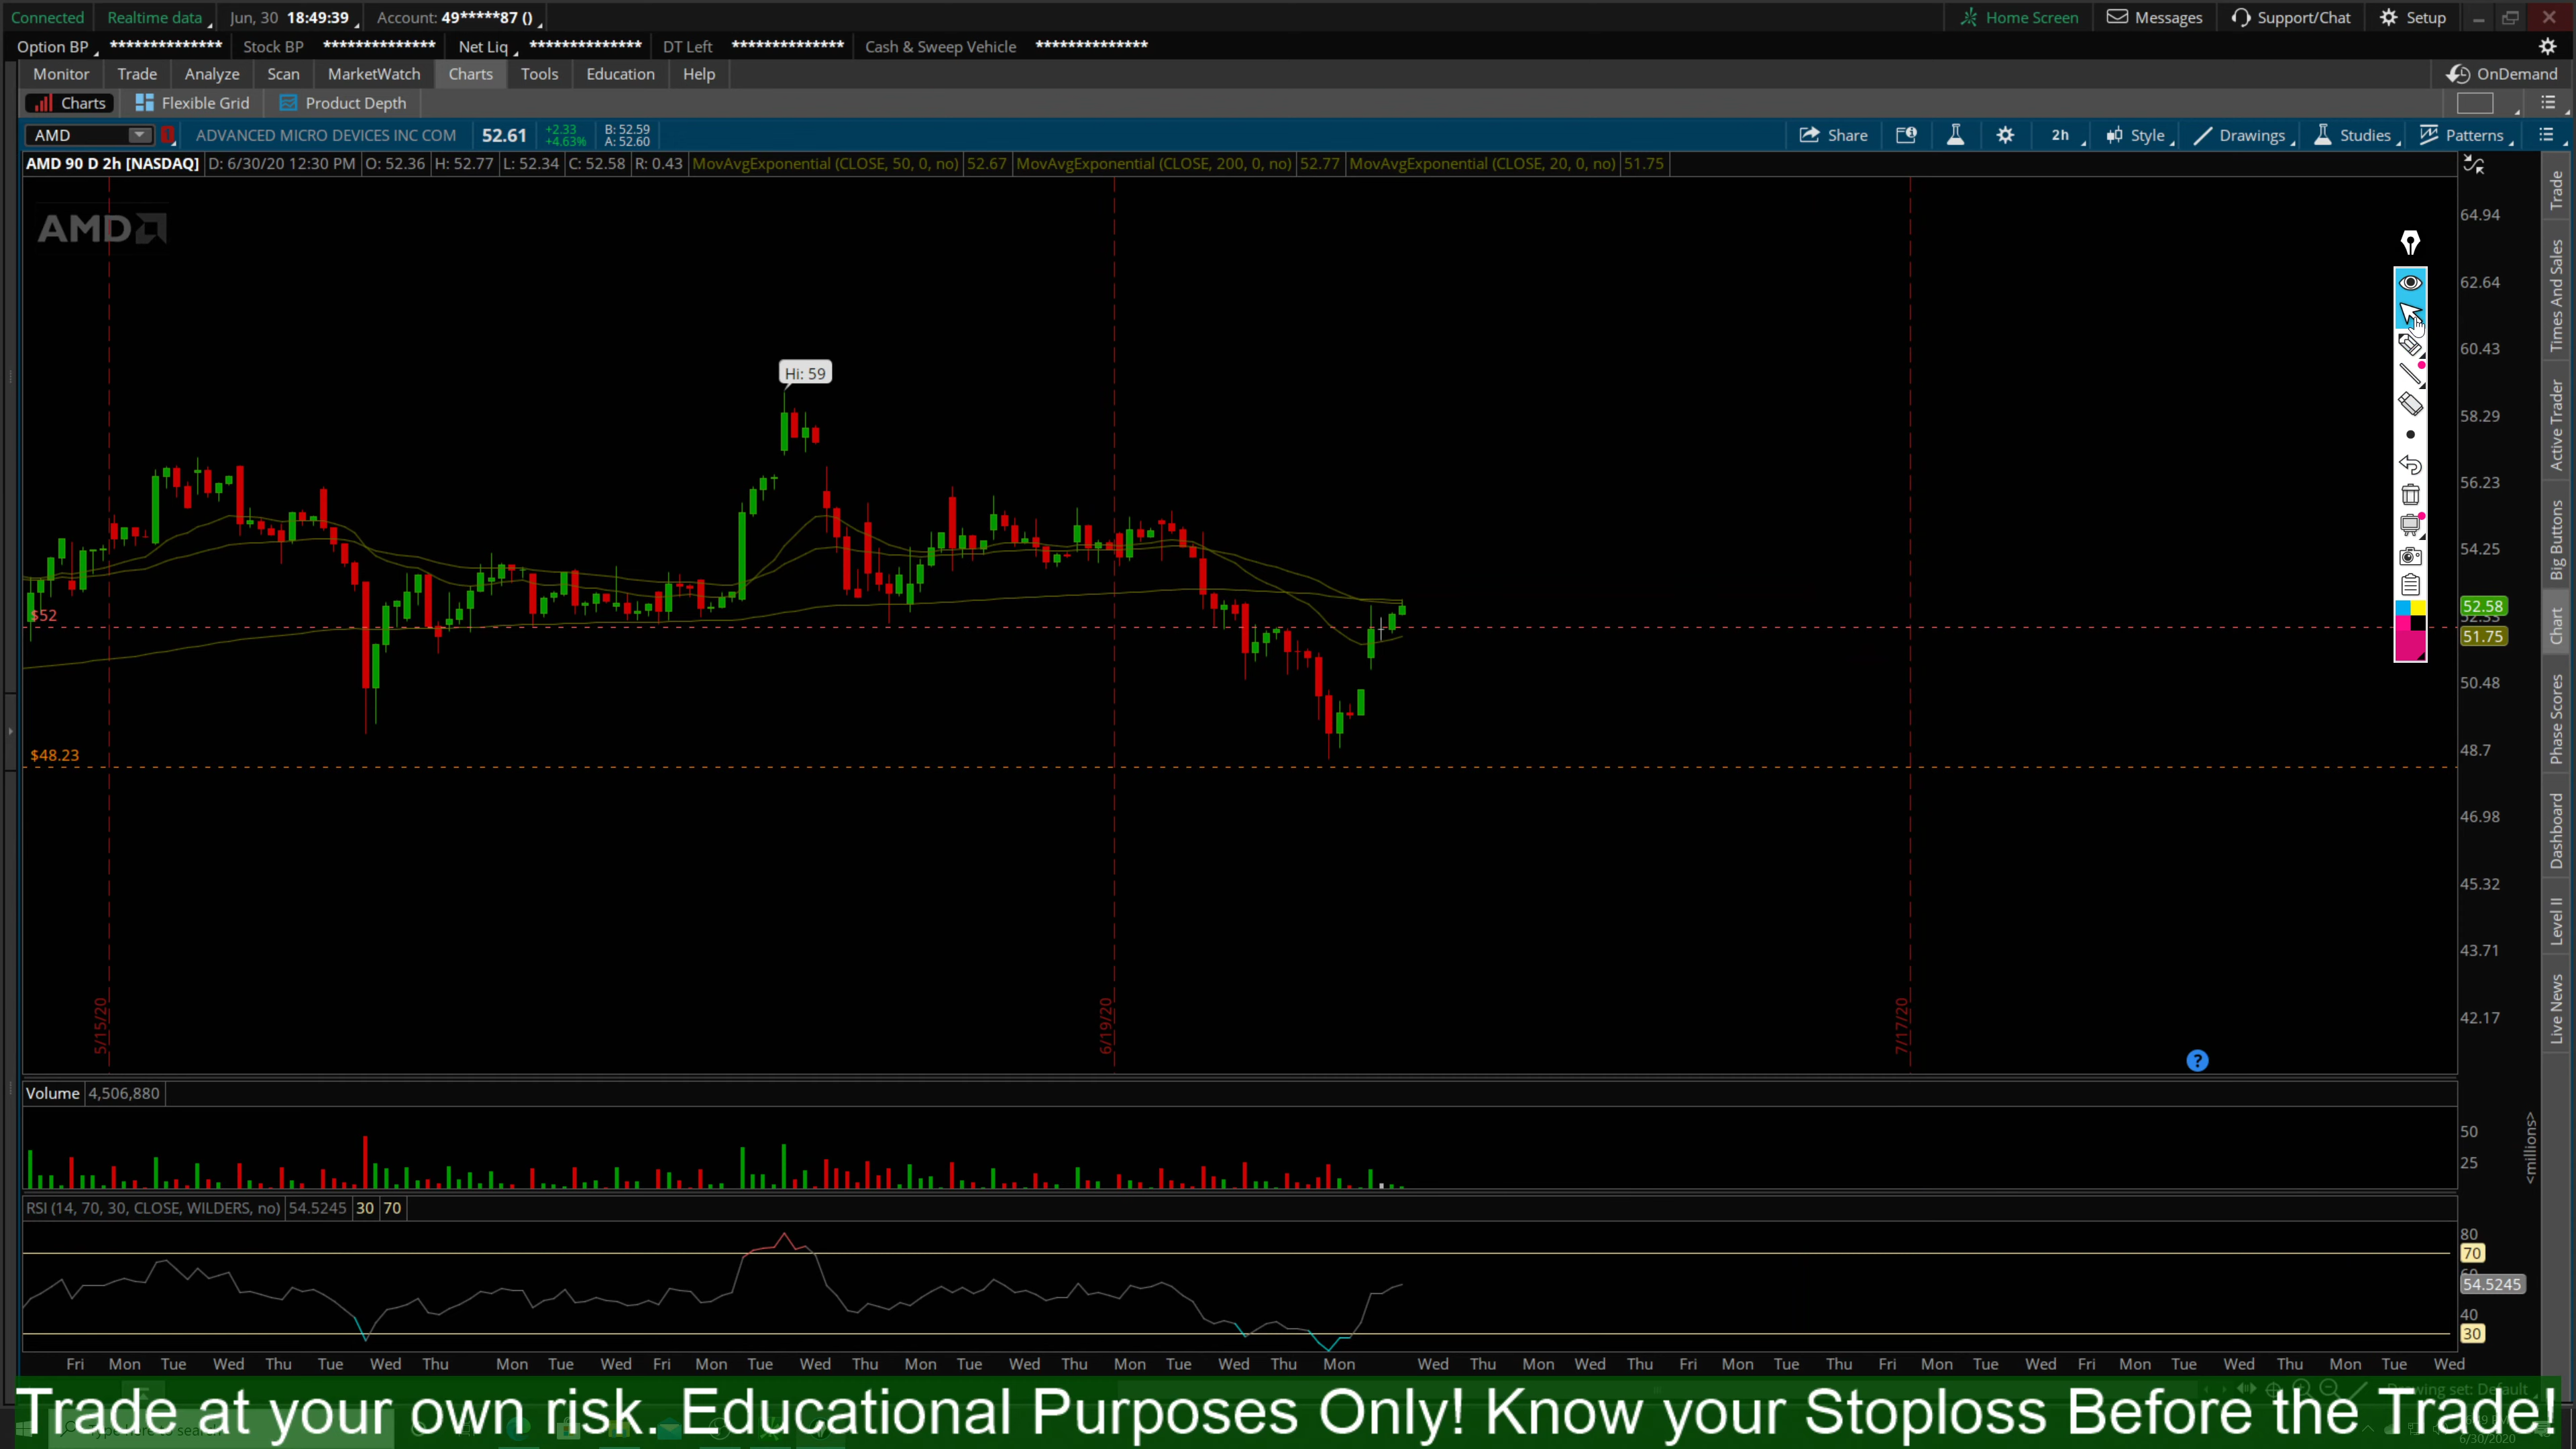 Connected Realtime data Jun, 30 18:49:39 Account: 49*****87 () Home Screen Messages Support/Chat Setup
Option BP ************** Stock BP ************** Net Liq ************** DT Left ************** Cash & Sweep Vehicle **************
Monitor Trade Analyze Scan MarketWatch Charts Tools Education Help OnDemand
Charts Flexible Grid Product Depth
AMD 1 ADVANCED MICRO DEVICES INC COM 52.61 +2.33 +4.63% B: 52.59 A: 52.60 Share 2h Style Drawings Studies Patterns
AMD 90 D 2h [NASDAQ] D: 6/30/20 12:30 PM O: 52.36 H: 52.77 L: 52.34 C: 52.58 R: 0.43 MovAvgExponential (CLOSE, 50, 0, no) 52.67 MovAvgExponential (CLOSE, 200, 0, no) 52.77 MovAvgExponential (CLOSE, 20, 0, no) 51.75
AMD
Hi: 59
$52
$48.23
64.94
62.64
60.43
58.29
56.23
54.25
52.58
51.75
50.48
48.7
46.98
45.32
43.71
42.17
5/15/20
6/19/20
7/17/20
?
Trade
Times And Sales
Active Trader
Big Buttons
Chart
Phase Scores
Dashboard
Level II
Live News
Volume 4,506,880
50
25
<millions>
RSI (14, 70, 30, CLOSE, WILDERS, no) 54.5245 30 70
80
70
54.5245
40
30
Fri Mon Tue Wed Thu Tue Wed Thu Mon Tue Wed Fri Mon Tue Wed Thu Mon Tue Wed Thu Mon Tue Wed Thu Mon Wed Thu Mon Wed Thu Fri Mon Tue Thu Fri Mon Tue Wed Fri Mon Tue Wed Thu Mon Tue Wed
Drawing set: Default
Trade at your own risk. Educational Purposes Only! Know your Stoploss Before the Trade!
6/30/2020